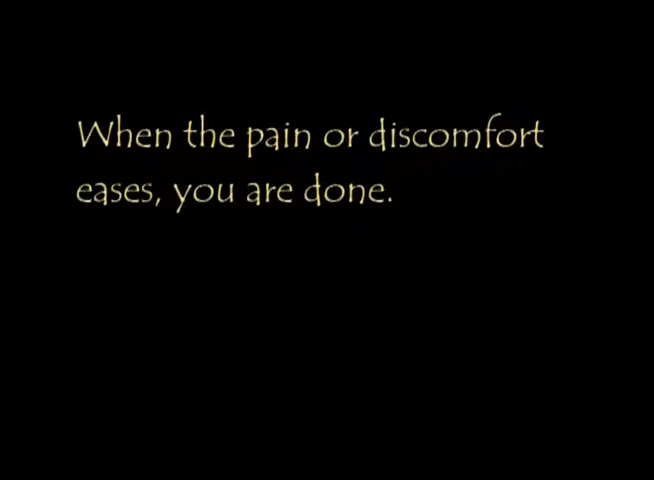 When the pain or discomfort
eases, you are done.